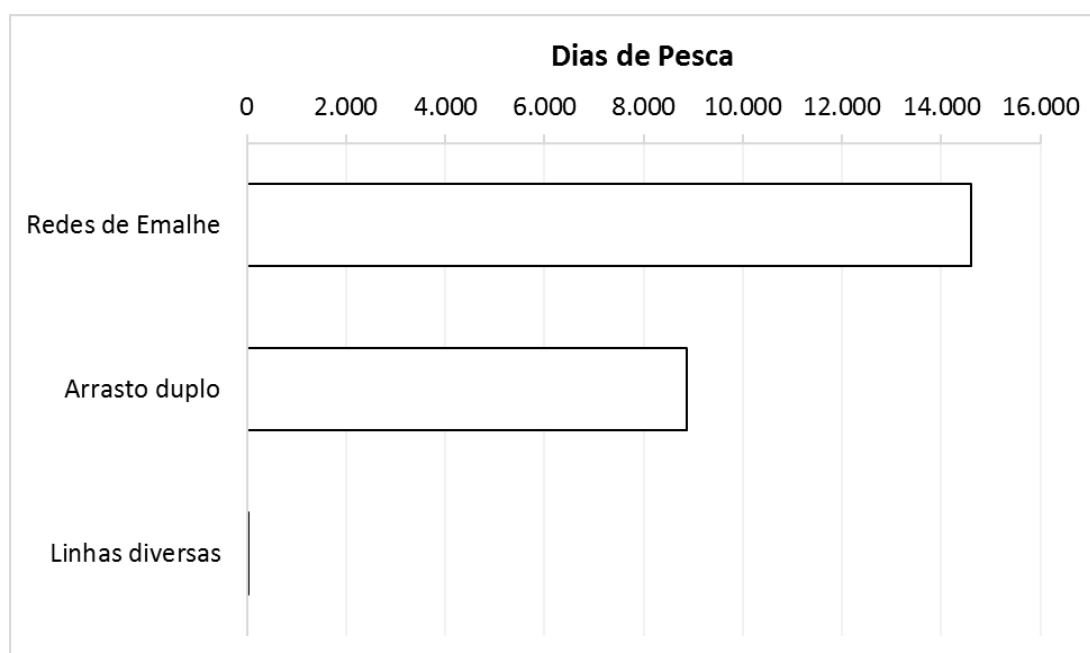 Dias de Pesca
0 2.000 4.000 6.000 8.000 10.000 12.000 14.000 16.000
Redes de Emalhe
Arrasto duplo
Linhas diversas